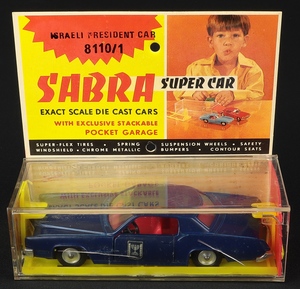 ISRAELI PRESIDENT CAR
8110/1
SABRA SUPER CAR
EXACT SCALE DIE CAST CARS
WITH EXCLUSIVE STACKABLE
POCKET GARAGE
SUPER-FLEX TIRES • SPRING SUSPENSION WHEELS • SAFETY
WINDSHIELD • CHROME METALLIC BUMPERS • CONTOUR SEATS